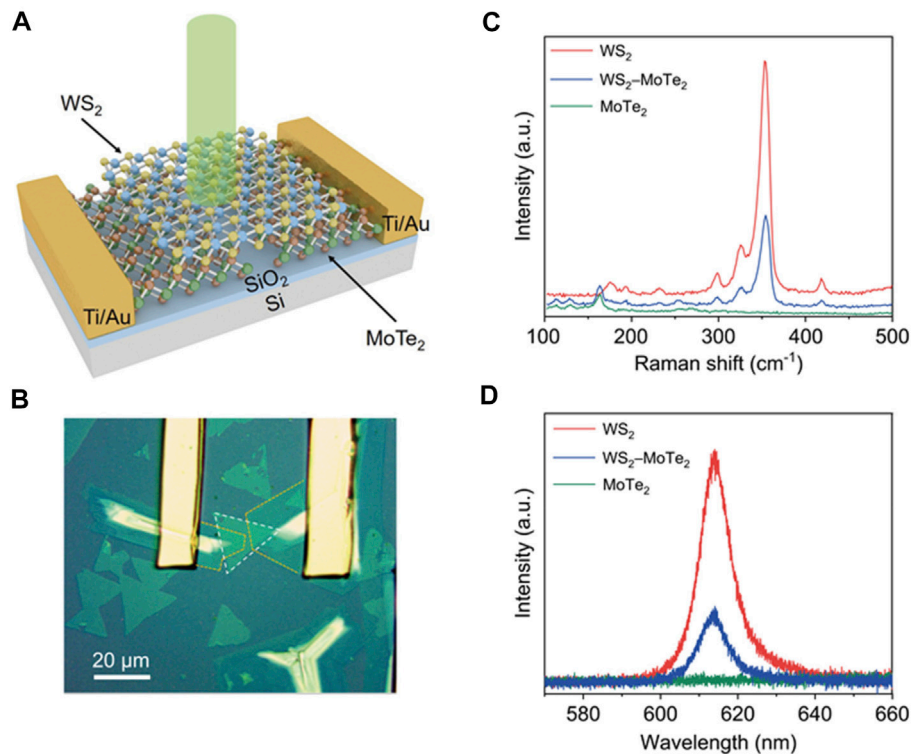 A
WS₂
Ti/Au
SiO₂
Si
Ti/Au
MoTe₂
B
20 μm
C
Intensity (a.u.)
WS₂
WS₂–MoTe₂
MoTe₂
100 200 300 400 500
Raman shift (cm⁻¹)
D
Intensity (a.u.)
WS₂
WS₂–MoTe₂
MoTe₂
580 600 620 640 660
Wavelength (nm)